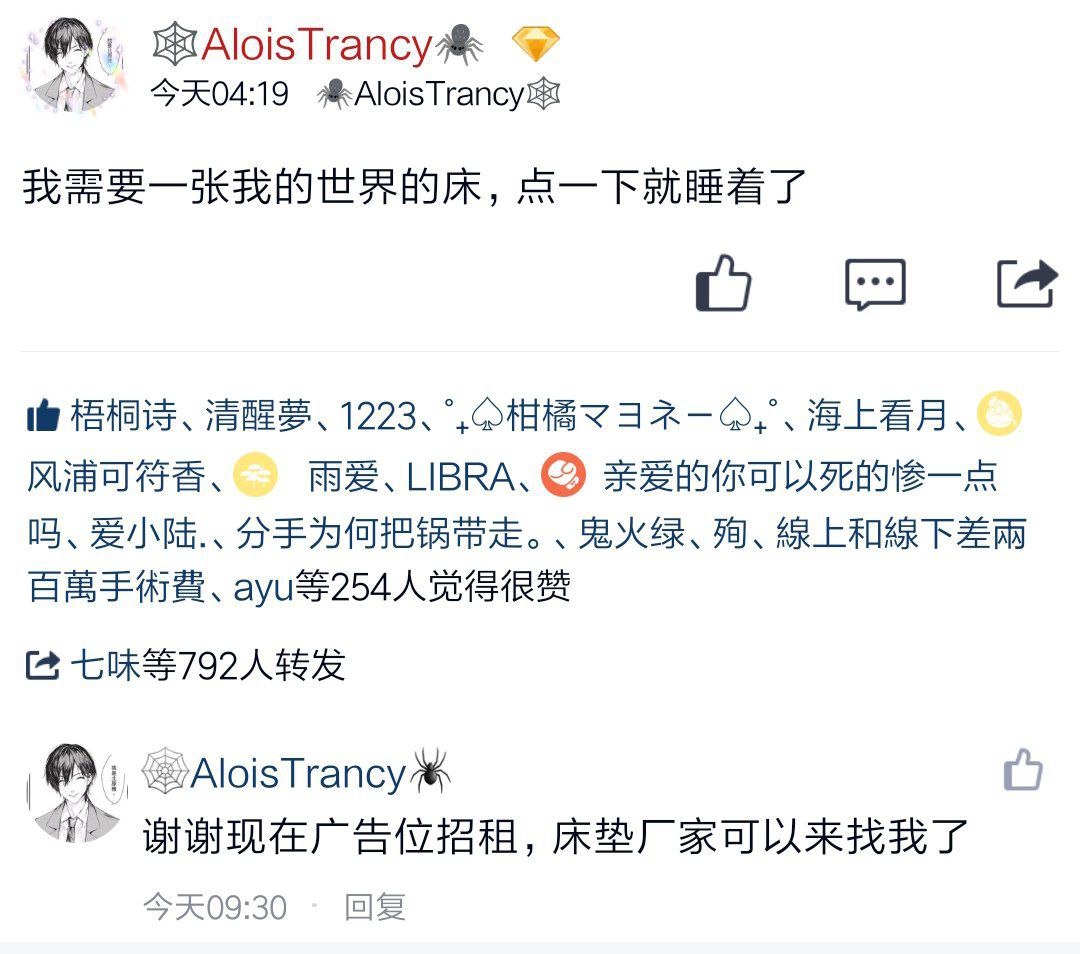 🕸AloisTrancy🕷
今天04:19 🕷AloisTrancy🕸
我需要一张我的世界的床,点一下就睡着了
梧桐诗、清醒夢、1223、°₊♤柑橘マヨネー♤₊°、海上看月、
风浦可符香、 雨爱、LIBRA、 亲爱的你可以死的惨一点
吗、爱小陆.、分手为何把锅带走。、鬼火绿、殉、線上和線下差兩
百萬手術費、ayu等254人觉得很赞
七味等792人转发
🕸AloisTrancy🕷
谢谢现在广告位招租,床垫厂家可以来找我了
今天09:30 · 回复